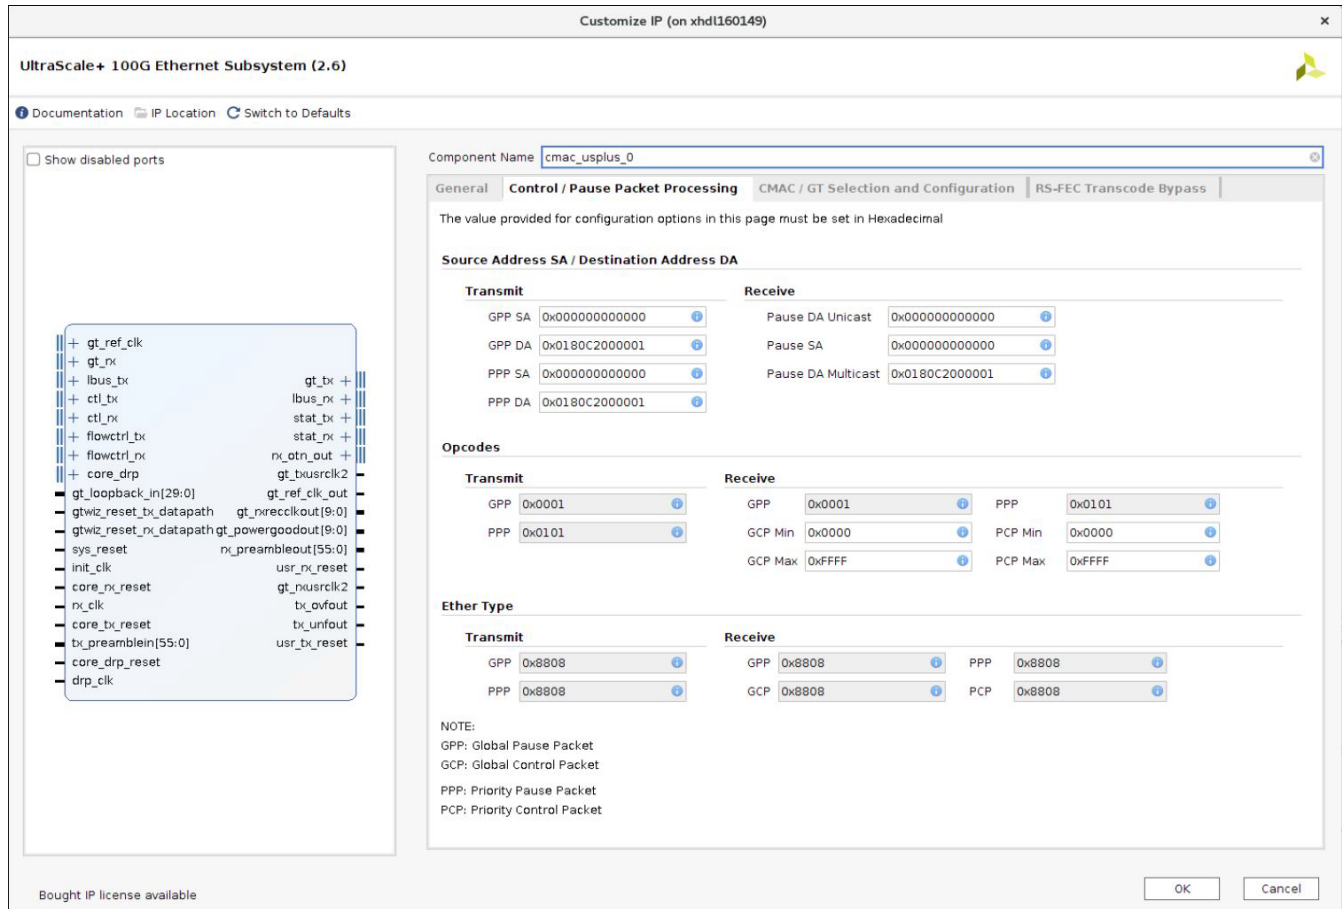 Customize IP (on xhdl160149)
UltraScale+ 100G Ethernet Subsystem (2.6)
Documentation IP Location Switch to Defaults
Show disabled ports
gt_ref_clk
gt_rx
lbus_tx gt_tx
ctl_tx lbus_rx
ctl_rx stat_tx
flowctrl_tx stat_rx
flowctrl_rx rx_otn_out
core_drp gt_txusrclk2
gt_loopback_in[29:0] gt_ref_clk_out
gtwiz_reset_tx_datapath gt_rxrecclkout[9:0]
gtwiz_reset_rx_datapath gt_powergoodout[9:0]
sys_reset rx_preambleout[55:0]
init_clk usr_rx_reset
core_rx_reset gt_rxusrclk2
rx_clk tx_ovfout
core_tx_reset tx_unfout
tx_preamblein[55:0] usr_tx_reset
core_drp_reset
drp_clk
Component Name cmac_usplus_0
General Control / Pause Packet Processing CMAC / GT Selection and Configuration RS-FEC Transcode Bypass
The value provided for configuration options in this page must be set in Hexadecimal
Source Address SA / Destination Address DA
Transmit Receive
GPP SA 0x000000000000 Pause DA Unicast 0x000000000000
GPP DA 0x0180C2000001 Pause SA 0x000000000000
PPP SA 0x000000000000 Pause DA Multicast 0x0180C2000001
PPP DA 0x0180C2000001
Opcodes
Transmit Receive
GPP 0x0001 GPP 0x0001 PPP 0x0101
PPP 0x0101 GCP Min 0x0000 PCP Min 0x0000
GCP Max 0xFFFF PCP Max 0xFFFF
Ether Type
Transmit Receive
GPP 0x8808 GPP 0x8808 PPP 0x8808
PPP 0x8808 GCP 0x8808 PCP 0x8808
NOTE:
GPP: Global Pause Packet
GCP: Global Control Packet
PPP: Priority Pause Packet
PCP: Priority Control Packet
Bought IP license available
OK Cancel